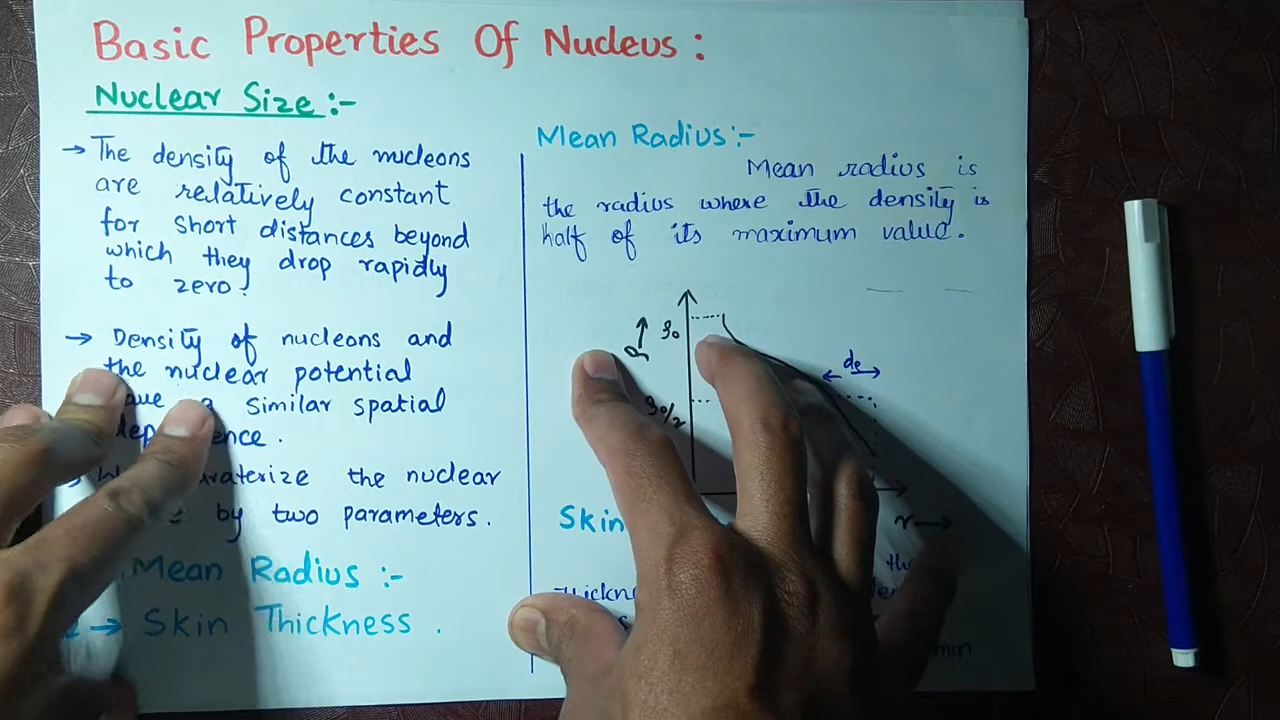 Basic Properties Of Nucleus :
Nuclear Size :-
→ The density of the nucleons
are relatively constant
for short distances beyond
which they drop rapidly
to zero.
→ Density of nucleons and
the nuclear potential
a similar spatial
.
the nuclear
by two parameters.
Mean Radius :-
→ Skin Thickness .
Mean Radius :-
Mean radius is
the radius where the density is
half of its maximum value.
ρ₀
ρ
ρ₀/2
r →
Skin